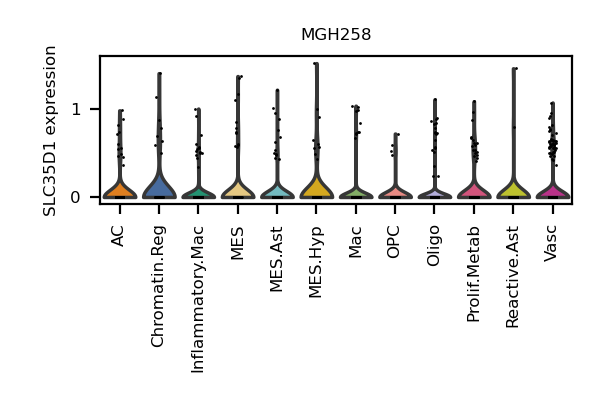 MGH258
SLC35D1 expression
1
0
AC
Chromatin.Reg
Inflammatory.Mac
MES
MES.Ast
MES.Hyp
Mac
OPC
Oligo
Prolif.Metab
Reactive.Ast
Vasc